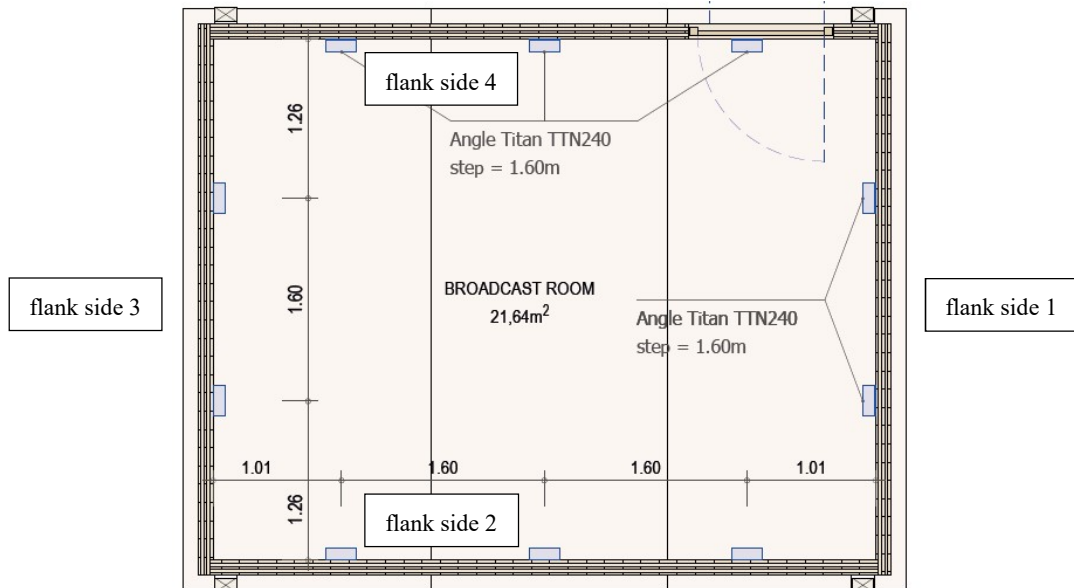 flank side 4
1.26
Angle Titan TTN240
step = 1.60m
flank side 3
1.60
BROADCAST ROOM
21,64m²
Angle Titan TTN240
step = 1.60m
flank side 1
1.01
1.60
1.60
1.01
1.26
flank side 2